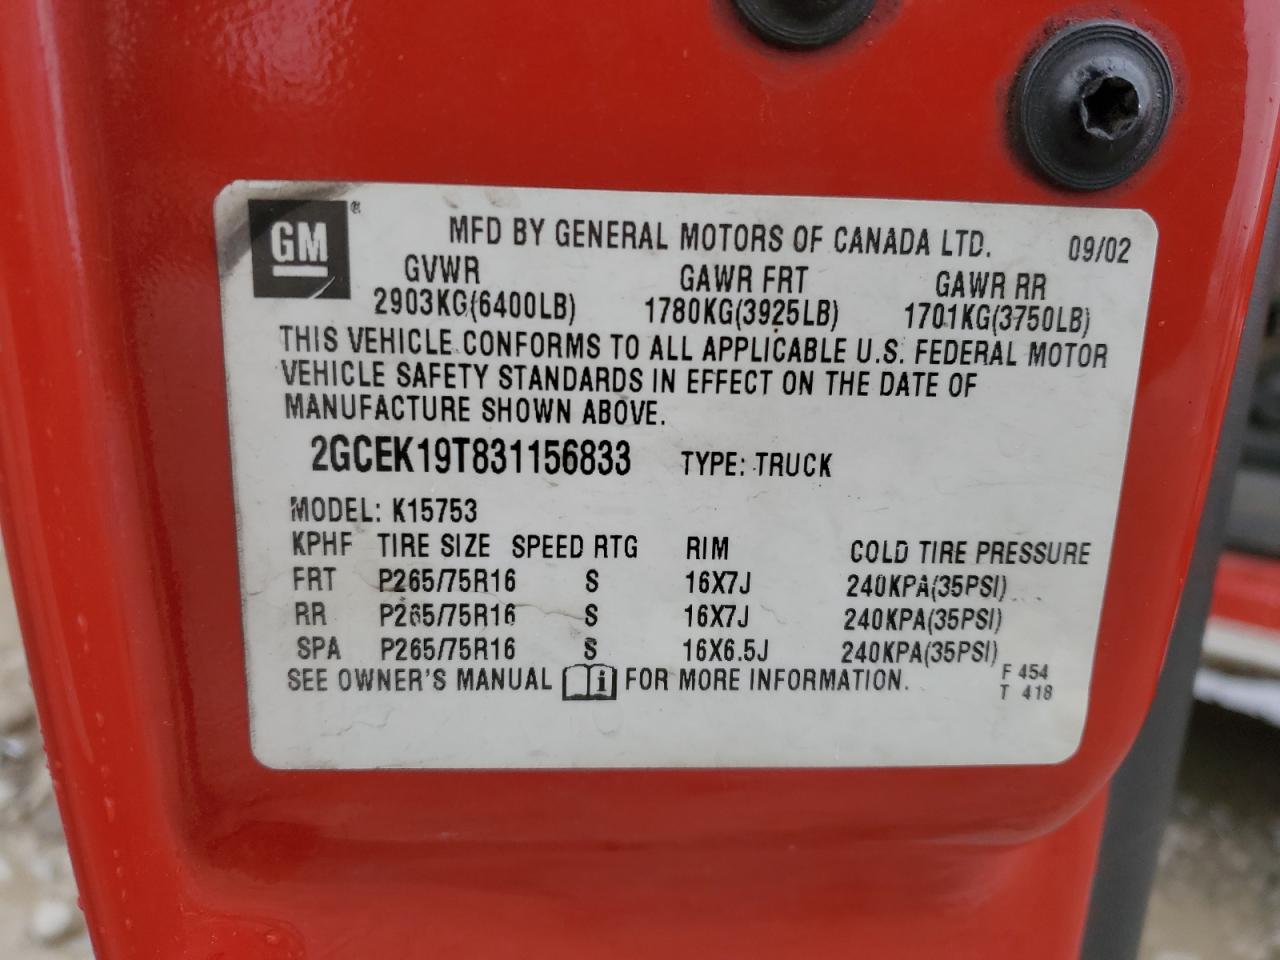 GM ® MFD BY GENERAL MOTORS OF CANADA LTD. 09/02
GVWR GAWR FRT GAWR RR
2903KG(6400LB) 1780KG(3925LB) 1701KG(3750LB)
THIS VEHICLE CONFORMS TO ALL APPLICABLE U.S. FEDERAL MOTOR
VEHICLE SAFETY STANDARDS IN EFFECT ON THE DATE OF
MANUFACTURE SHOWN ABOVE.
2GCEK19T831156833 TYPE: TRUCK
MODEL: K15753
KPHF TIRE SIZE SPEED RTG RIM COLD TIRE PRESSURE
FRT P265/75R16 S 16X7J 240KPA(35PSI)
RR P265/75R16 S 16X7J 240KPA(35PSI)
SPA P265/75R16 S 16X6.5J 240KPA(35PSI)
SEE OWNER'S MANUAL i FOR MORE INFORMATION.
F 454
T 418